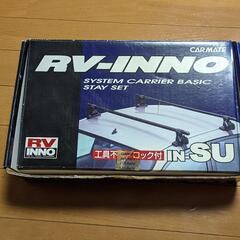 CARMATE
RV-INNO
SYSTEM CARRIER BASIC
STAY SET
RV
INNO
工具不 ロック付
IN-SU